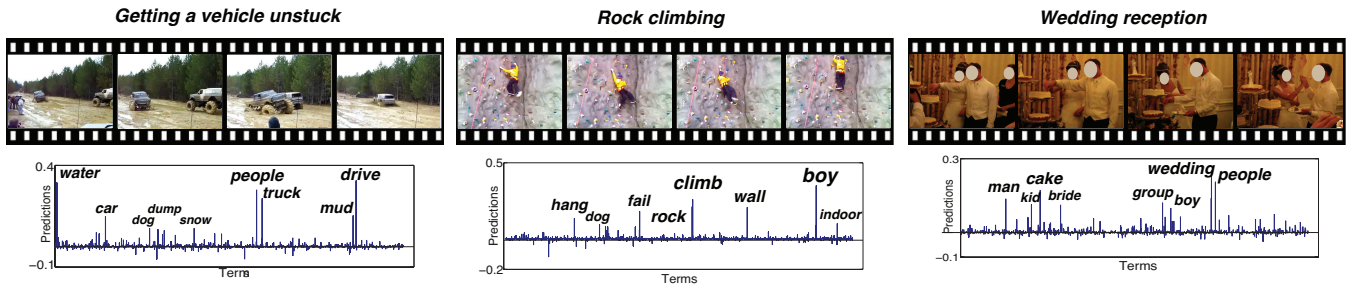 Getting a vehicle unstuck
Rock climbing
Wedding reception
0.4
Predictions
−0.1
water
car
dog
dump
snow
people
truck
drive
mud
Terms
0.5
Predictions
−0.2
hang
dog
fail
rock
climb
wall
boy
indoor
Terms
0.3
Predictions
−0.1
man
kid
cake
bride
group
boy
wedding
people
Terms